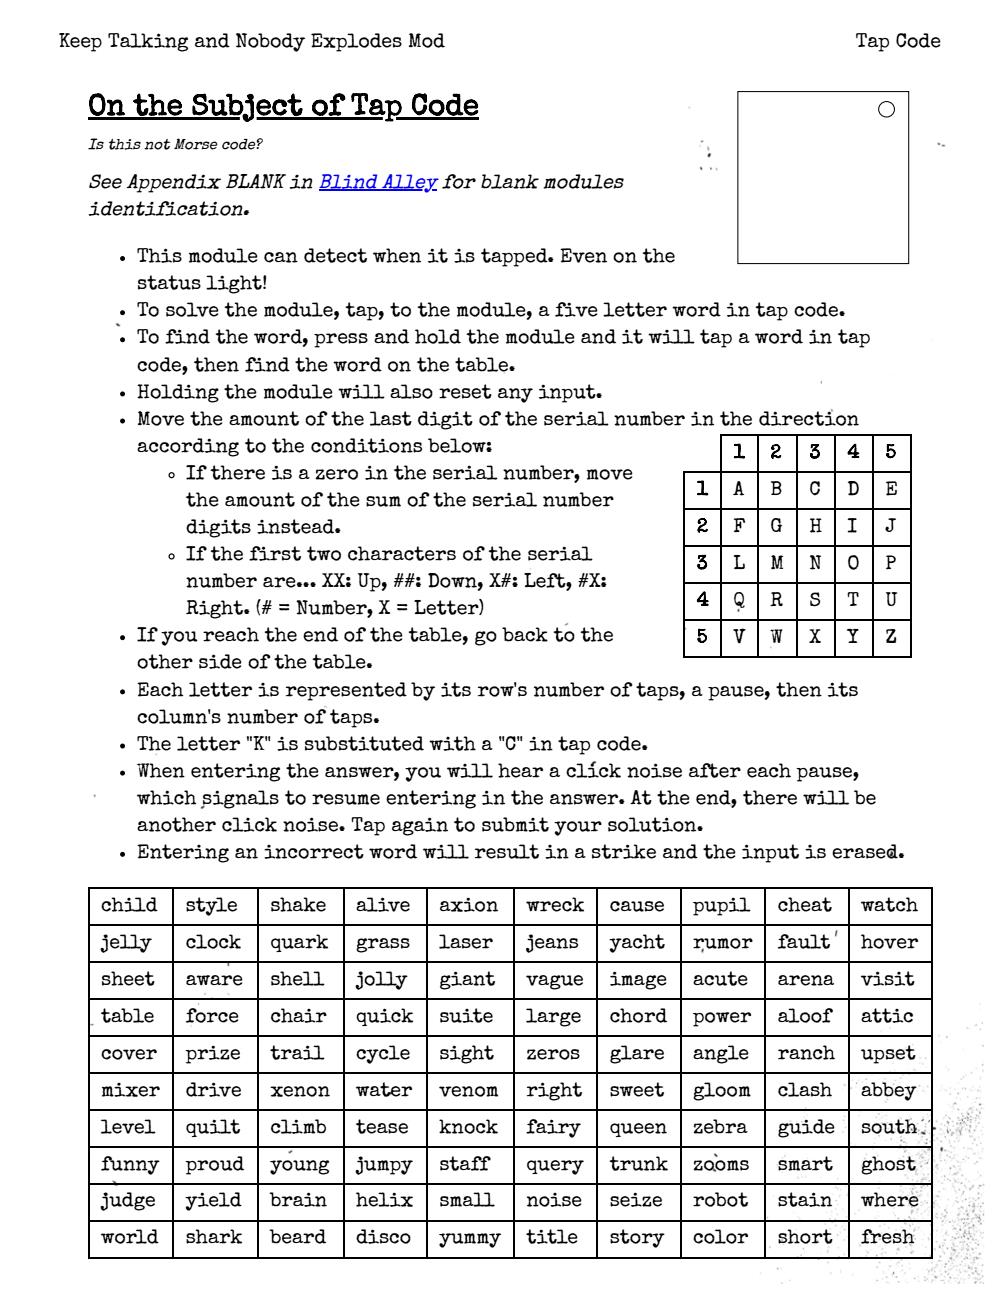 Keep Talking and Nobody Explodes Mod Tap Code
On the Subject of Tap Code
Is this not Morse code?
See Appendix BLANK in Blind Alley for blank modules
identification.
• This module can detect when it is tapped. Even on the
status light!
• To solve the module, tap, to the module, a five letter word in tap code.
• To find the word, press and hold the module and it will tap a word in tap
code, then find the word on the table.
• Holding the module will also reset any input.
• Move the amount of the last digit of the serial number in the direction
according to the conditions below:
◦ If there is a zero in the serial number, move
the amount of the sum of the serial number
digits instead.
◦ If the first two characters of the serial
number are... XX: Up, ##: Down, X#: Left, #X:
Right. (# = Number, X = Letter)
• If you reach the end of the table, go back to the
other side of the table.
1 2 3 4 5
1 A B C D E
2 F G H I J
3 L M N O P
4 Q R S T U
5 V W X Y Z
• Each letter is represented by its row's number of taps, a pause, then its
column's number of taps.
• The letter "K" is substituted with a "C" in tap code.
• When entering the answer, you will hear a click noise after each pause,
which signals to resume entering in the answer. At the end, there will be
another click noise. Tap again to submit your solution.
• Entering an incorrect word will result in a strike and the input is erased.
child style shake alive axion wreck cause pupil cheat watch
jelly clock quark grass laser jeans yacht rumor fault hover
sheet aware shell jolly giant vague image acute arena visit
table force chair quick suite large chord power aloof attic
cover prize trail cycle sight zeros glare angle ranch upset
mixer drive xenon water venom right sweet gloom clash abbey
level quilt climb tease knock fairy queen zebra guide south
funny proud young jumpy staff query trunk zooms smart ghost
judge yield brain helix small noise seize robot stain where
world shark beard disco yummy title story color short fresh